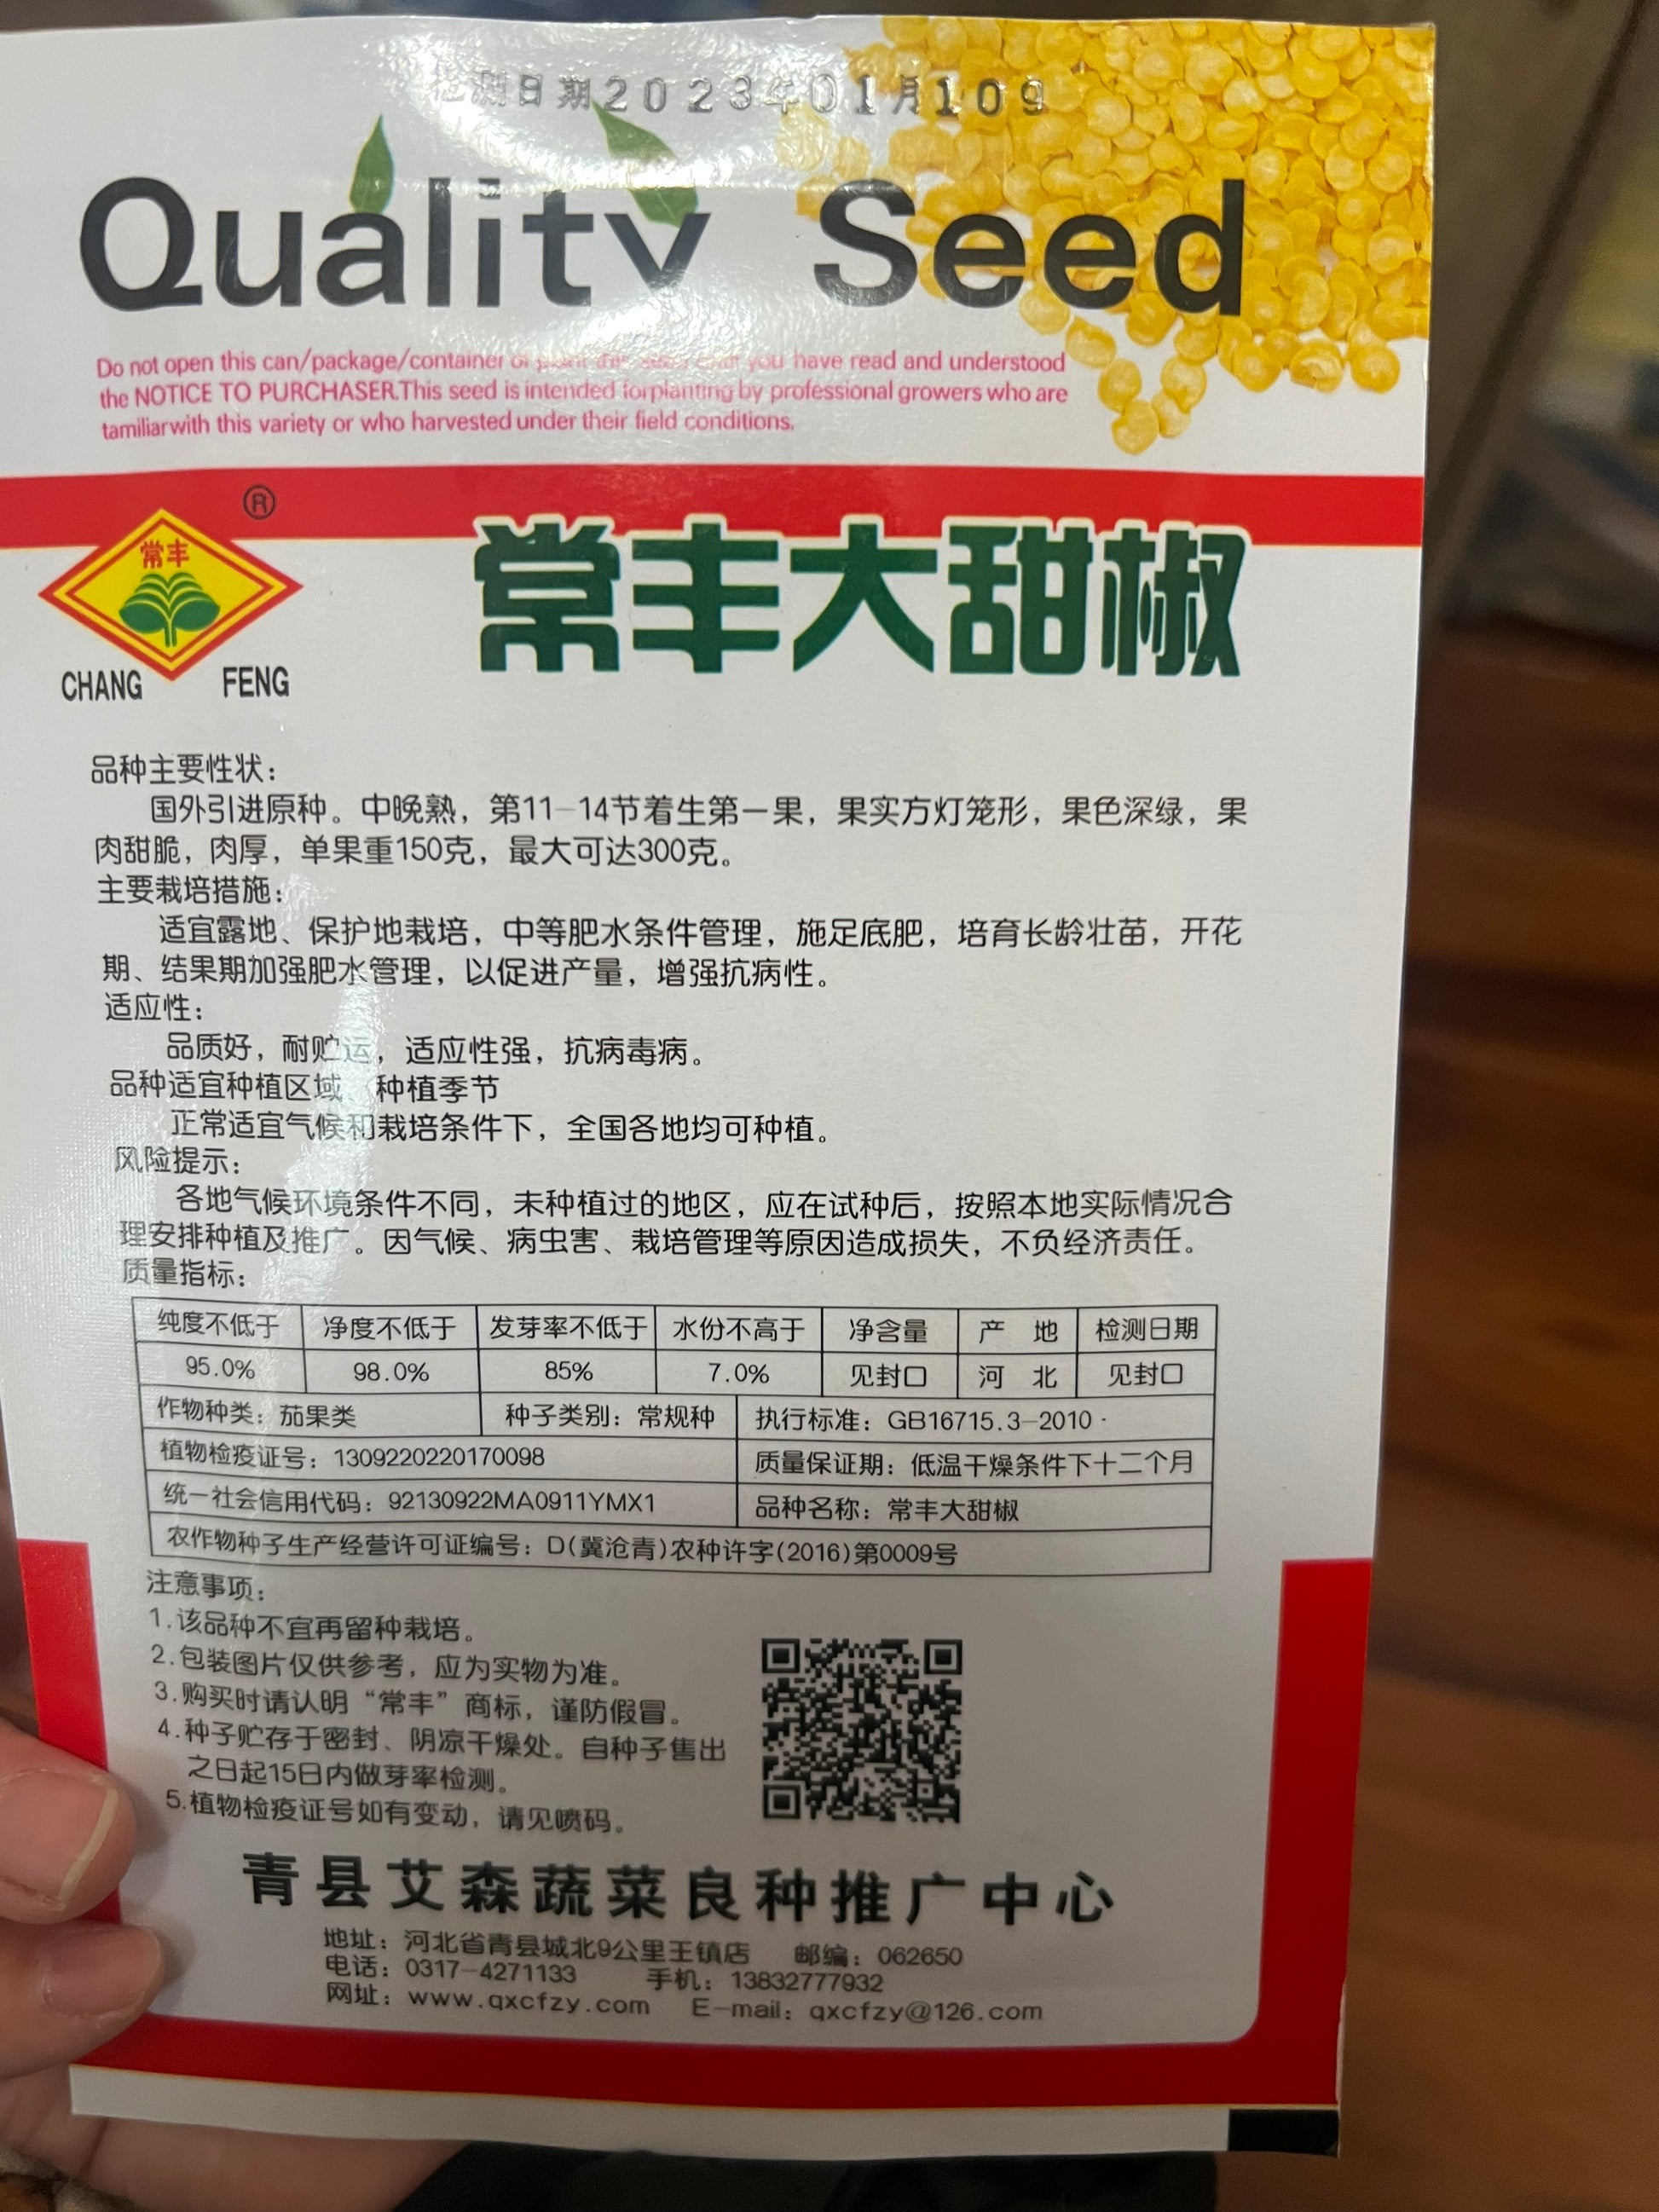 检测日期2023年01月109
Quality Seed
Do not open this can/package/container or plant this seed until you have read and understood
the NOTICE TO PURCHASER.This seed is intended forplanting by professional growers who are
tamiliarwith this variety or who harvested under their field conditions.
®
常丰
CHANG FENG
常丰大甜椒
品种主要性状：
国外引进原种。中晚熟，第11-14节着生第一果，果实方灯笼形，果色深绿，果
肉甜脆，肉厚，单果重150克，最大可达300克。
主要栽培措施：
适宜露地、保护地栽培，中等肥水条件管理，施足底肥，培育长龄壮苗，开花
期、结果期加强肥水管理，以促进产量，增强抗病性。
适应性：
品质好，耐贮运，适应性强，抗病毒病。
品种适宜种植区域、种植季节
正常适宜气候和栽培条件下，全国各地均可种植。
风险提示：
各地气候环境条件不同，未种植过的地区，应在试种后，按照本地实际情况合
理安排种植及推广。因气候、病虫害、栽培管理等原因造成损失，不负经济责任。
质量指标：
纯度不低于 净度不低于 发芽率不低于 水份不高于 净含量 产 地 检测日期
95.0% 98.0% 85% 7.0% 见封口 河 北 见封口
作物种类：茄果类 种子类别：常规种 执行标准：GB16715.3-2010·
植物检疫证号：1309220220170098 质量保证期：低温干燥条件下十二个月
统一社会信用代码：92130922MA0911YMX1 品种名称：常丰大甜椒
农作物种子生产经营许可证编号：D(冀沧青)农种许字(2016)第0009号
注意事项：
1.该品种不宜再留种栽培。
2.包装图片仅供参考，应为实物为准。
3.购买时请认明“常丰”商标，谨防假冒。
4.种子贮存于密封、阴凉干燥处。自种子售出
之日起15日内做芽率检测。
5.植物检疫证号如有变动，请见喷码。
青县艾森蔬菜良种推广中心
地址：河北省青县城北9公里王镇店 邮编：062650
电话：0317-4271133 手机：13832777932
网址：www.qxcfzy.com E-mail：qxcfzy@126.com